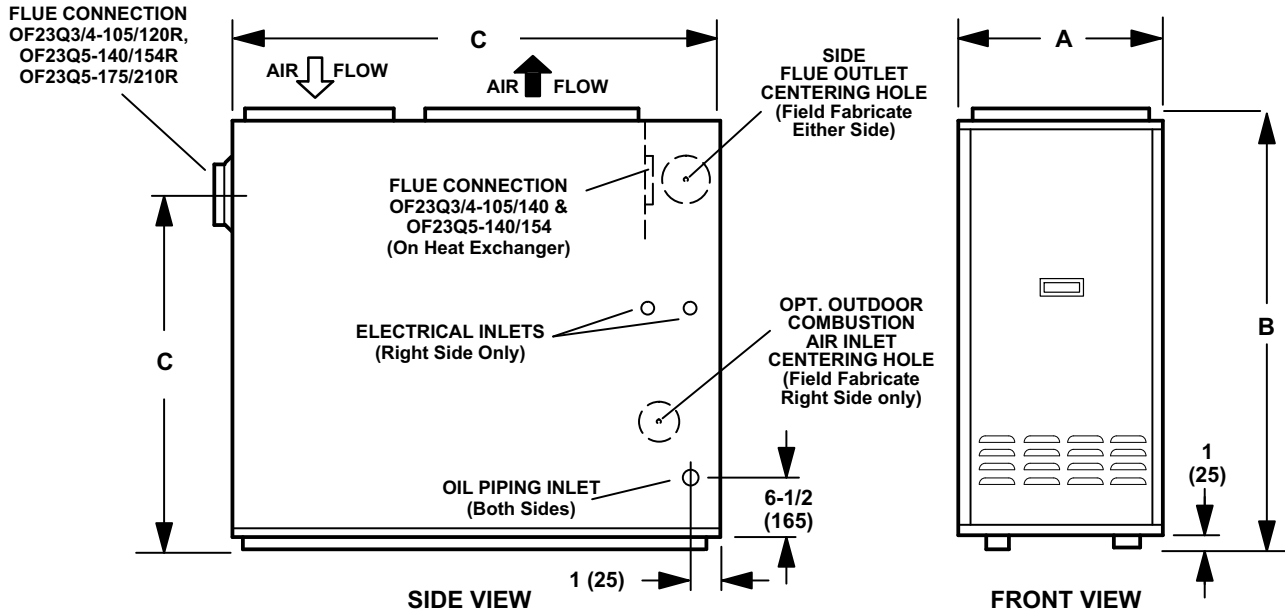 FLUE CONNECTION
OF23Q3/4-105/120R,
OF23Q5-140/154R
OF23Q5-175/210R
C
A
AIR FLOW
AIR FLOW
SIDE
FLUE OUTLET
CENTERING HOLE
(Field Fabricate
Either Side)
FLUE CONNECTION
OF23Q3/4-105/140 &
OF23Q5-140/154
(On Heat Exchanger)
ELECTRICAL INLETS
(Right Side Only)
OPT. OUTDOOR
COMBUSTION
AIR INLET
CENTERING HOLE
(Field Fabricate
Right Side only)
C
B
OIL PIPING INLET
(Both Sides)
6-1/2
(165)
1
(25)
1 (25)
SIDE VIEW
FRONT VIEW